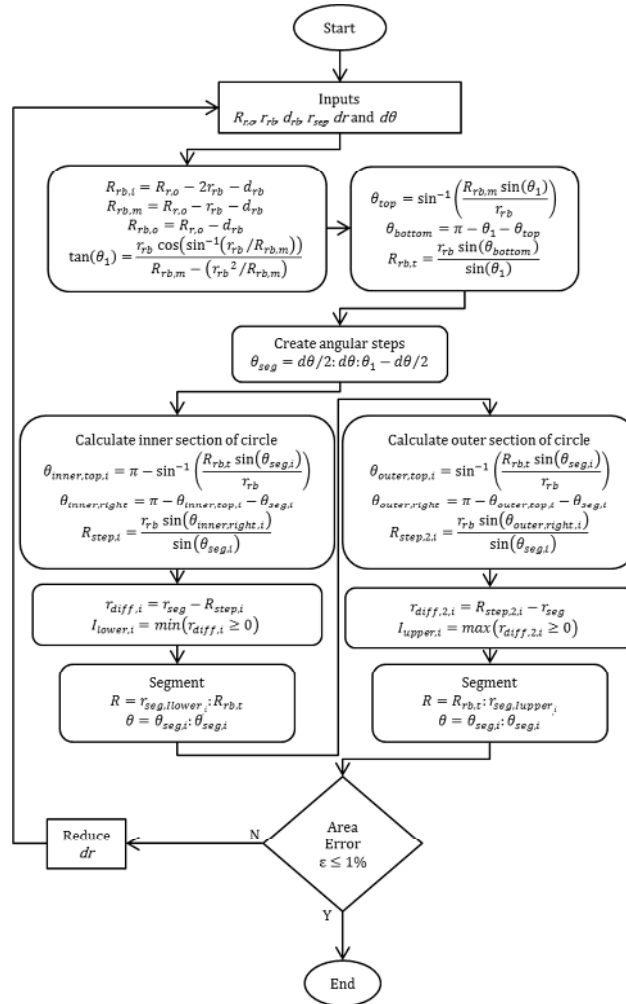 Start
Inputs
R_{r,o}, r_{rb}, d_{rb}, r_{seg}, dr and dθ
R_{rb,i} = R_{r,o} − 2r_{rb} − d_{rb}
R_{rb,m} = R_{r,o} − r_{rb} − d_{rb}
R_{rb,o} = R_{r,o} − d_{rb}
tan(θ_1) = r_{rb} cos(sin^{-1}(r_{rb}/R_{rb,m})) / (R_{rb,m} − (r_{rb}^2/R_{rb,m}))
θ_{top} = sin^{-1}(R_{rb,m} sin(θ_1) / r_{rb})
θ_{bottom} = π − θ_1 − θ_{top}
R_{rb,t} = r_{rb} sin(θ_{bottom}) / sin(θ_1)
Create angular steps
θ_{seg} = dθ/2: dθ: θ_1 − dθ/2
Calculate inner section of circle
θ_{inner,top,i} = π − sin^{-1}(R_{rb,t} sin(θ_{seg,i}) / r_{rb})
θ_{inner,right} = π − θ_{inner,top,i} − θ_{seg,i}
R_{step,i} = r_{rb} sin(θ_{inner,right,i}) / sin(θ_{seg,i})
Calculate outer section of circle
θ_{outer,top,i} = sin^{-1}(R_{rb,t} sin(θ_{seg,i}) / r_{rb})
θ_{outer,right} = π − θ_{outer,top,i} − θ_{seg,i}
R_{step,2,i} = r_{rb} sin(θ_{outer,right,i}) / sin(θ_{seg,i})
r_{diff,i} = r_{seg} − R_{step,i}
I_{lower,i} = min(r_{diff,i} ≥ 0)
r_{diff,2,i} = R_{step,2,i} − r_{seg}
I_{upper,i} = max(r_{diff,2,i} ≥ 0)
Segment
R = r_{seg,Ilower_i}: R_{rb,t}
θ = θ_{seg,i}: θ_{seg,i}
Segment
R = R_{rb,t}: r_{seg,Iupper_i}
θ = θ_{seg,i}: θ_{seg,i}
Area
Error
ε ≤ 1%
N
Reduce
dr
Y
End